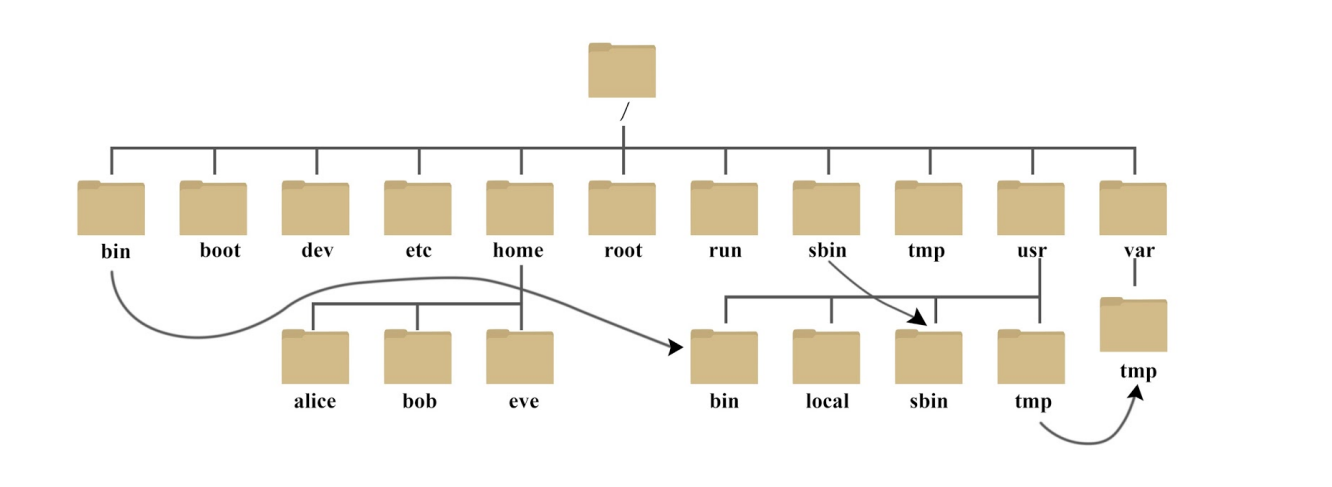 /
bin boot dev etc home root run sbin tmp usr var
tmp
alice bob eve bin local sbin tmp